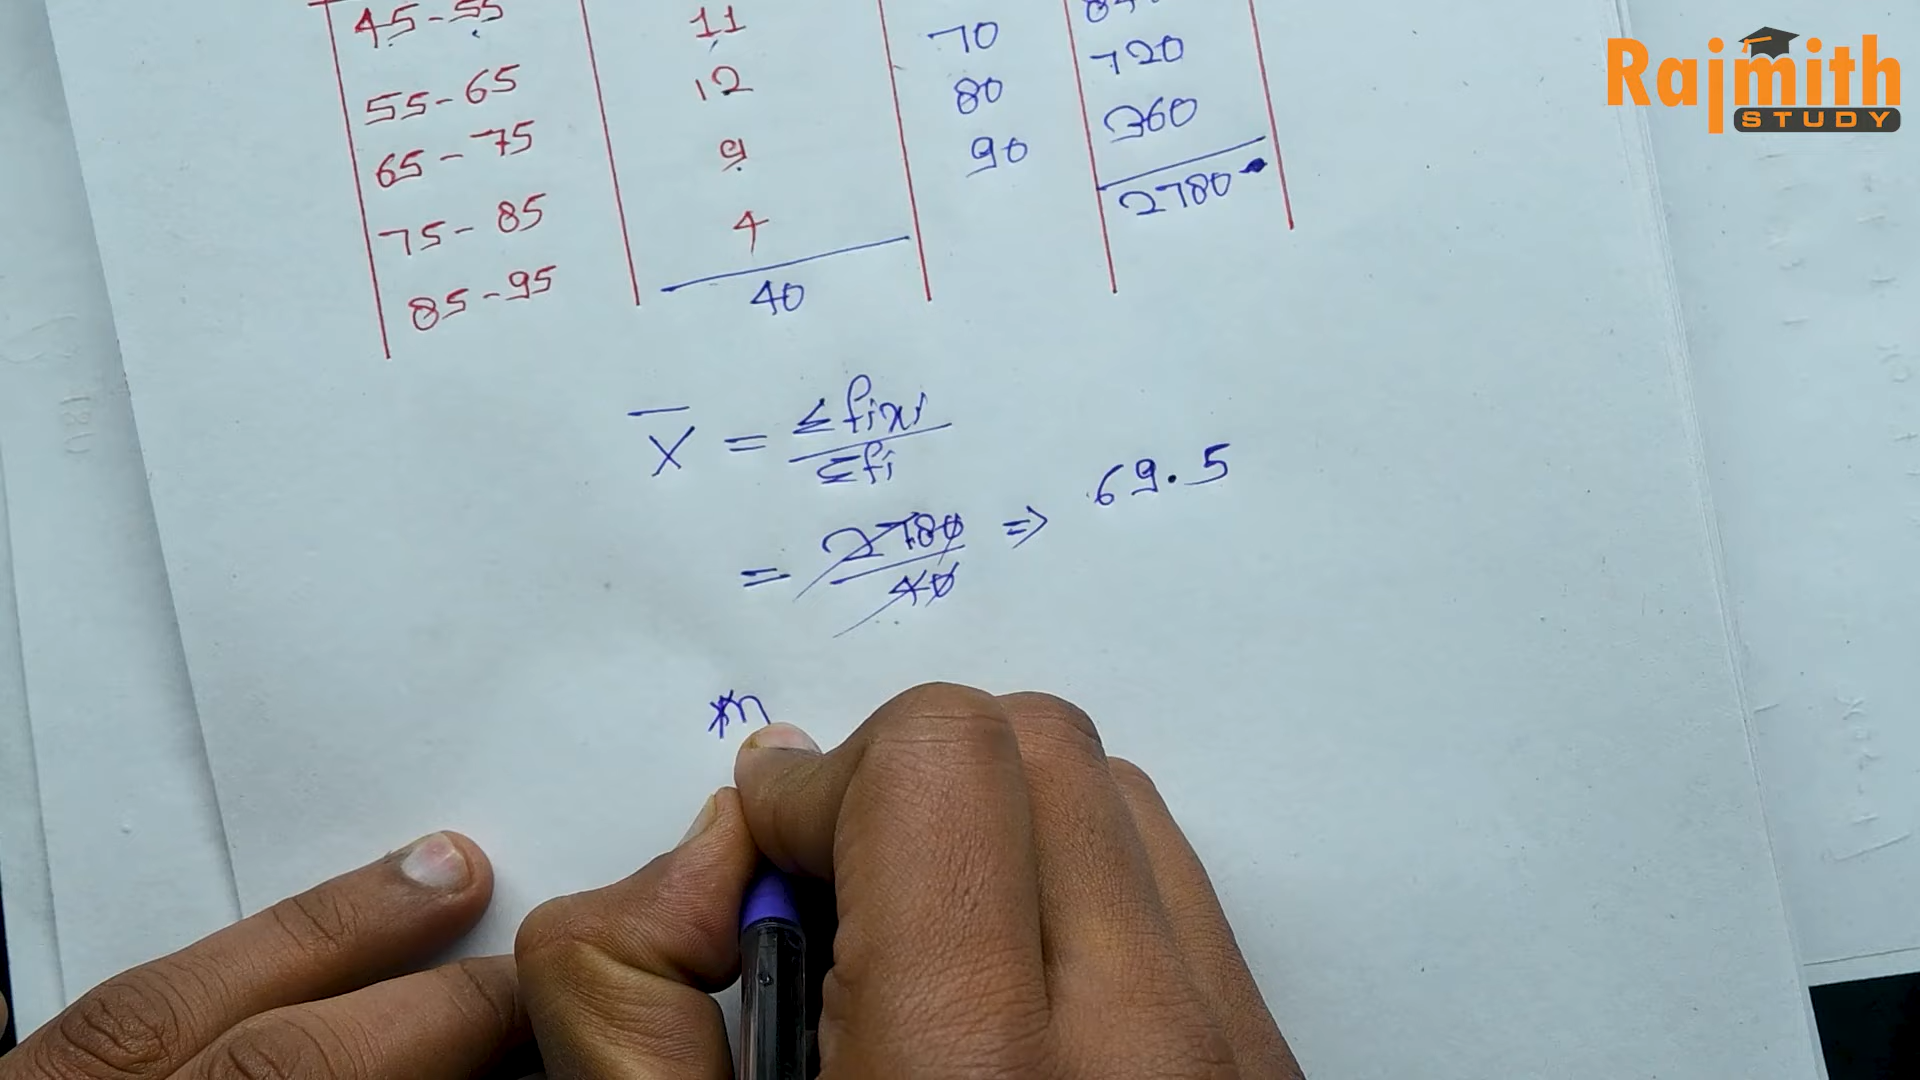 Rajmith
STUDY
45-55 11 70
55-65 12 80 720
65-75 9 90 360
75-85 4 2780
85-95 40
X̄ = Σfixi / Σfi
= 2780 / 40 ⇒ 69.5
*m